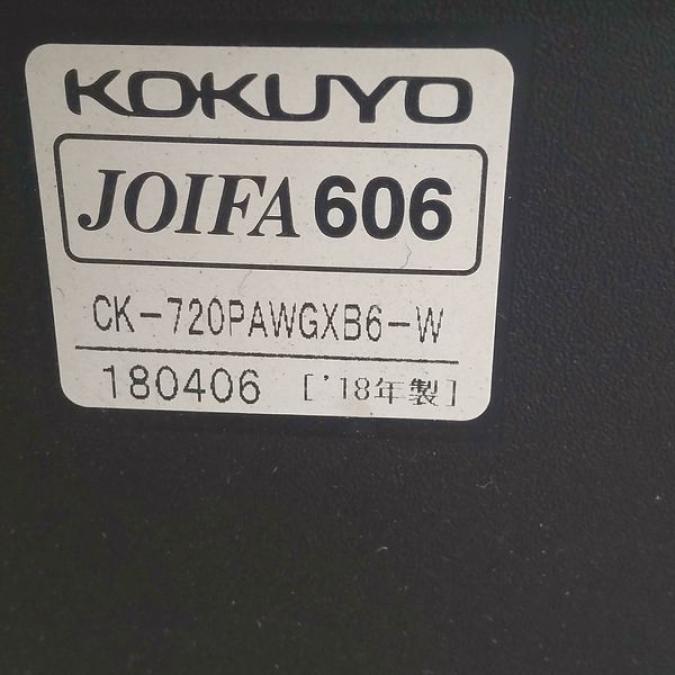 KOKUYO
JOIFA 606
CK-720PAWGXB6-W
180406 ['18年製]